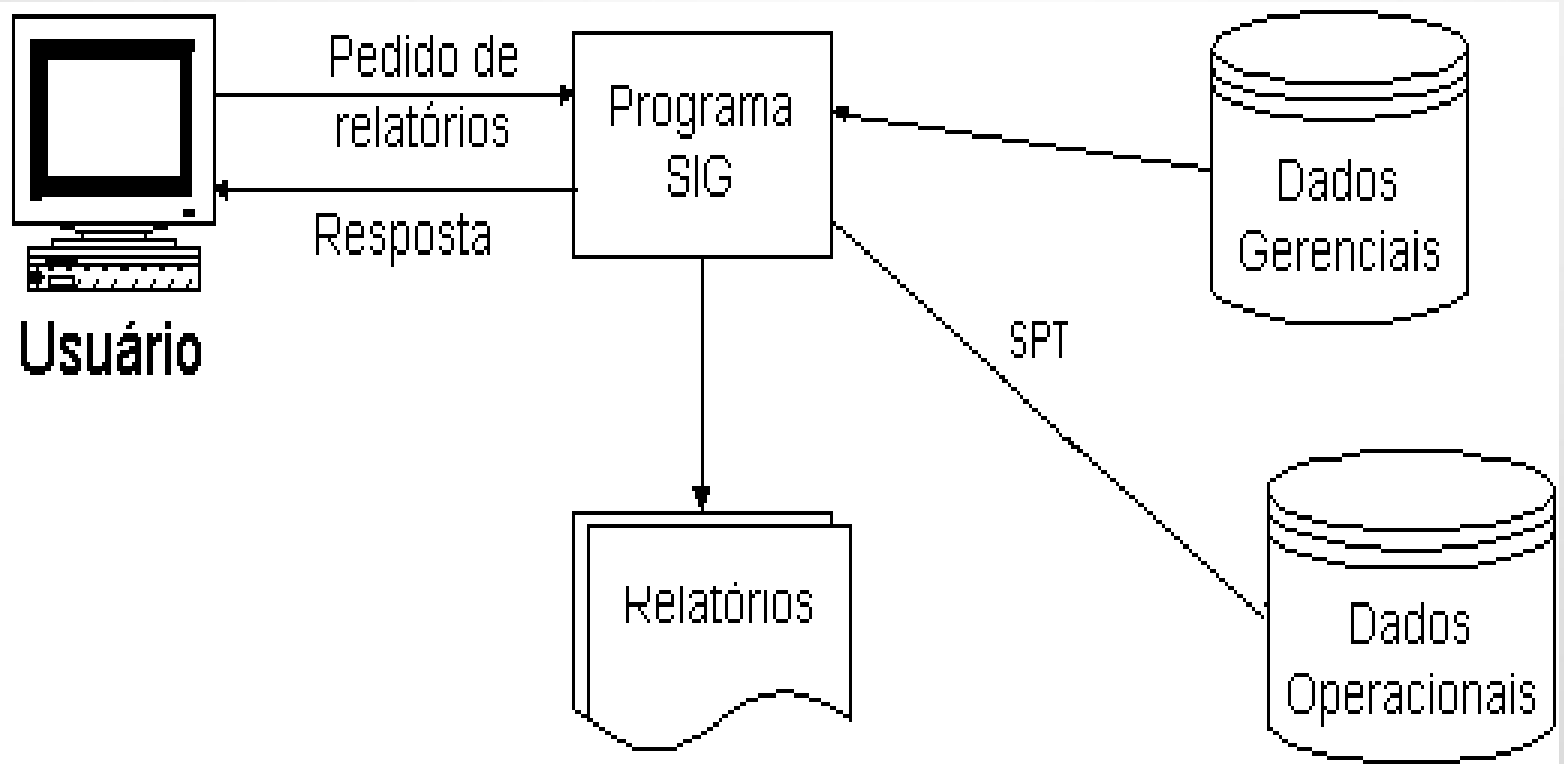 Pedido de
relatórios
Programa
SIG
Dados
Gerenciais
Resposta
Usuário
SPT
Relatórios
Dados
Operacionais